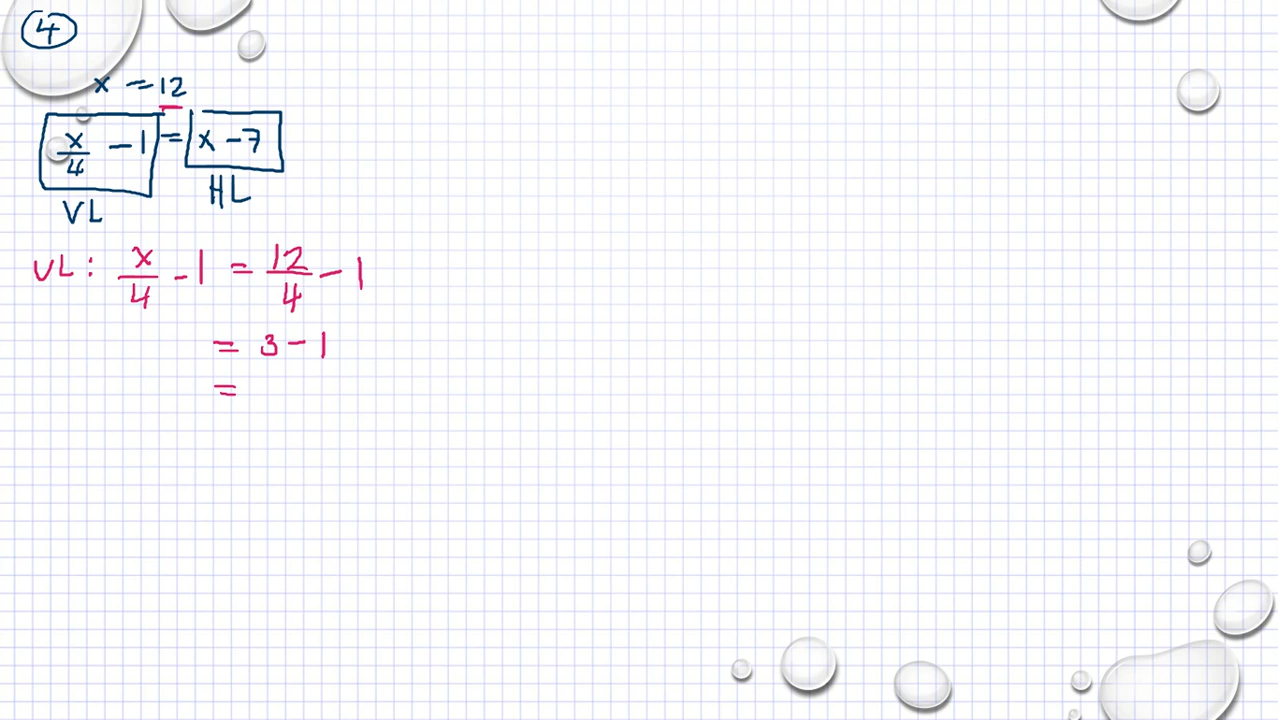 4
x = 12
x/4 - 1 = x - 7
VL HL
VL: x/4 - 1 = 12/4 - 1
= 3 - 1
=